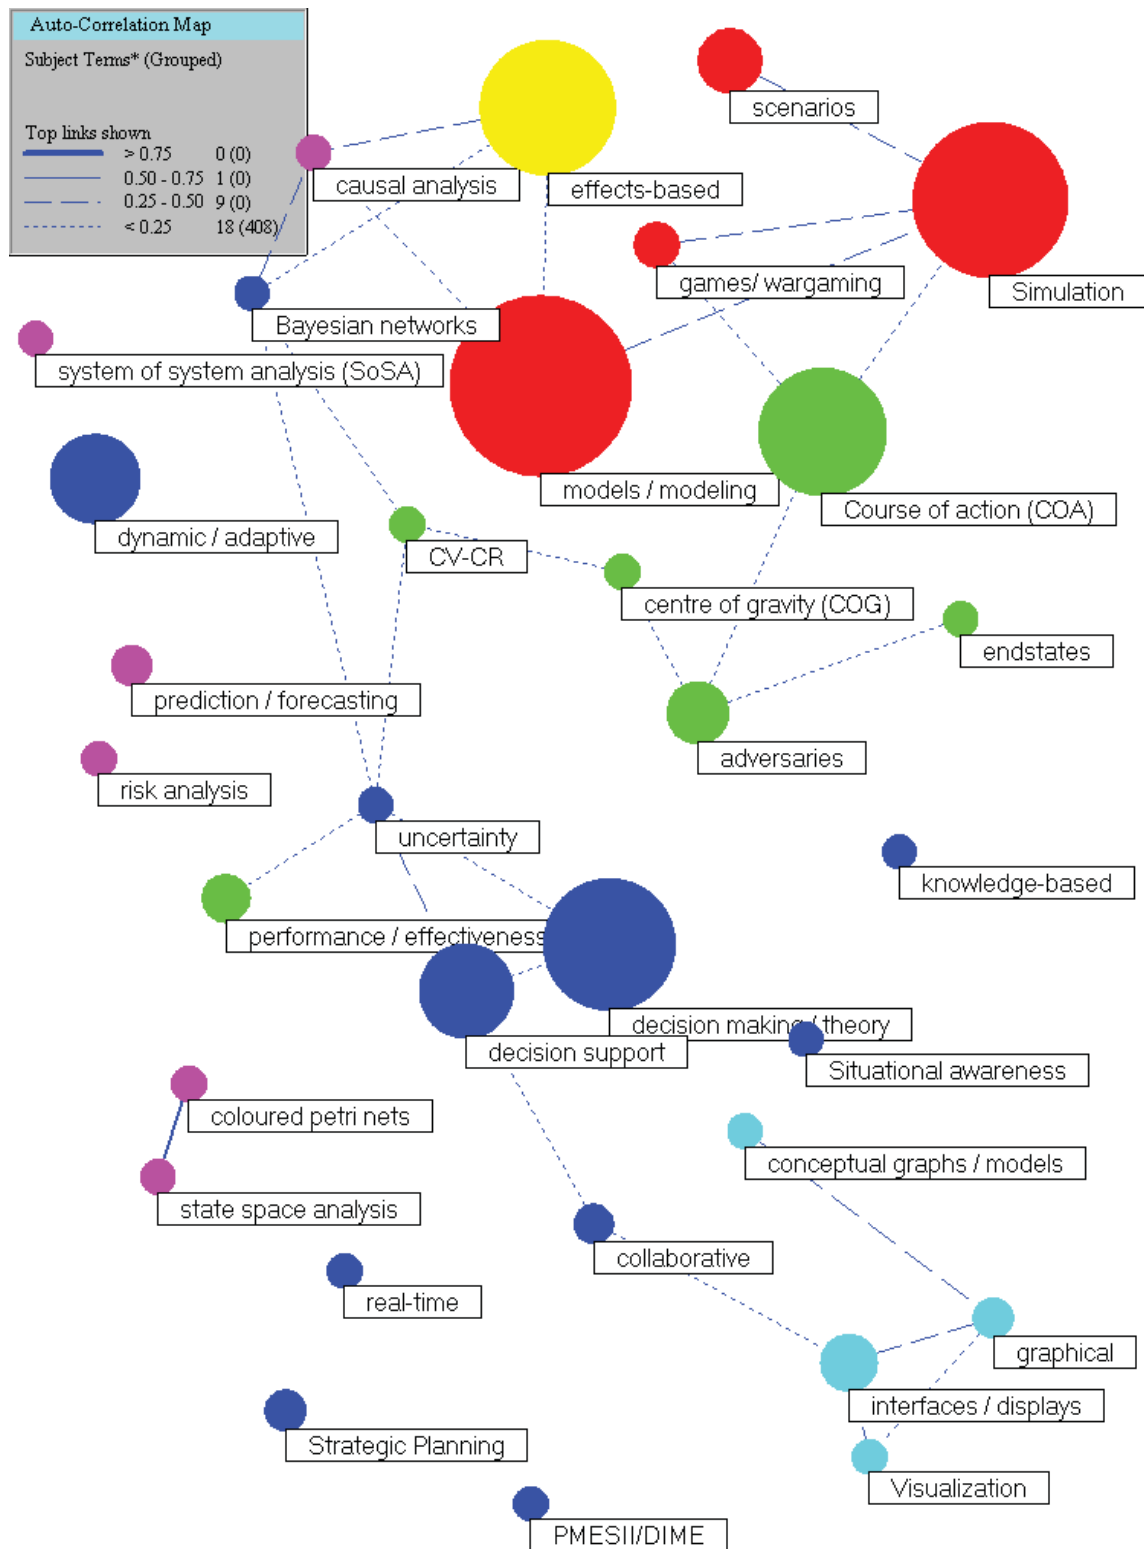 Auto-Correlation Map
Subject Terms* (Grouped)
Top links shown
> 0.75 0 (0)
0.50 - 0.75 1 (0)
0.25 - 0.50 9 (0)
< 0.25 18 (408)
scenarios
causal analysis
effects-based
games/ wargaming
Simulation
Bayesian networks
system of system analysis (SoSA)
models / modeling
Course of action (COA)
dynamic / adaptive
CV-CR
centre of gravity (COG)
endstates
prediction / forecasting
adversaries
risk analysis
uncertainty
knowledge-based
performance / effectiveness
decision making / theory
decision support
Situational awareness
coloured petri nets
conceptual graphs / models
state space analysis
collaborative
real-time
graphical
interfaces / displays
Strategic Planning
Visualization
PMESII/DIME